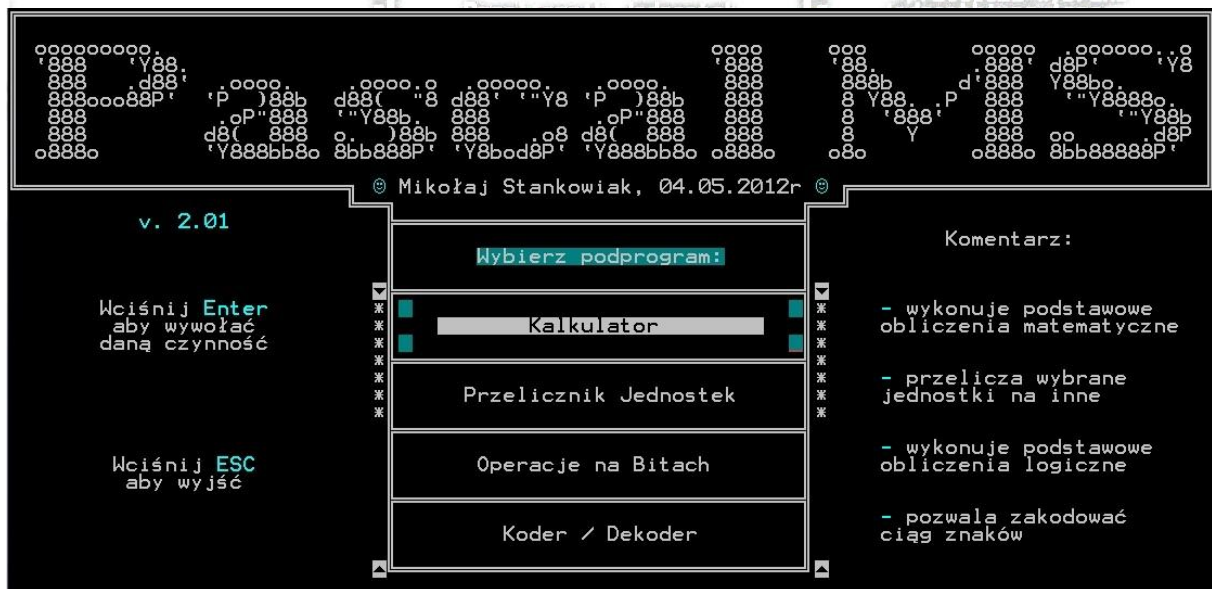 Pascal MS
☺ Mikołaj Stankowiak, 04.05.2012r ☺
v. 2.01
Wciśnij Enter
aby wywołać
daną czynność
Wciśnij ESC
aby wyjść
Wybierz podprogram:
Kalkulator
Przelicznik Jednostek
Operacje na Bitach
Koder / Dekoder
Komentarz:
- wykonuje podstawowe
obliczenia matematyczne
- przelicza wybrane
jednostki na inne
- wykonuje podstawowe
obliczenia logiczne
- pozwala zakodować
ciąg znaków